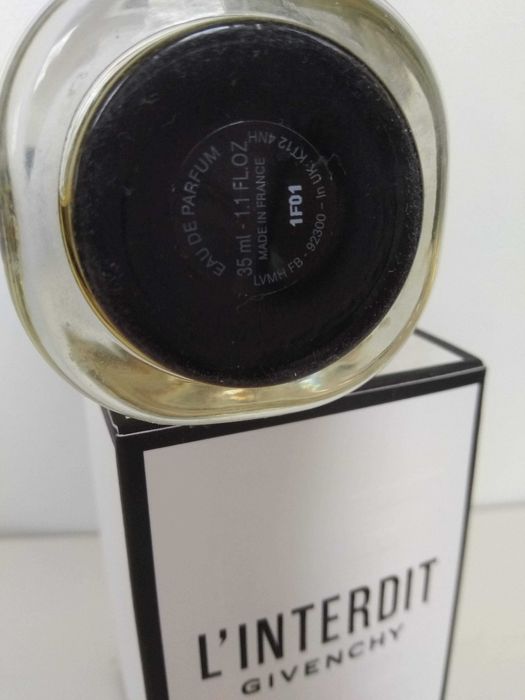 EAU DE PARFUM
35 ml - 1.1 FL.OZ
MADE IN FRANCE
1F01
LVMH FB - 92300 - In UK: KT12 4NH
L'INTERDIT
GIVENCHY